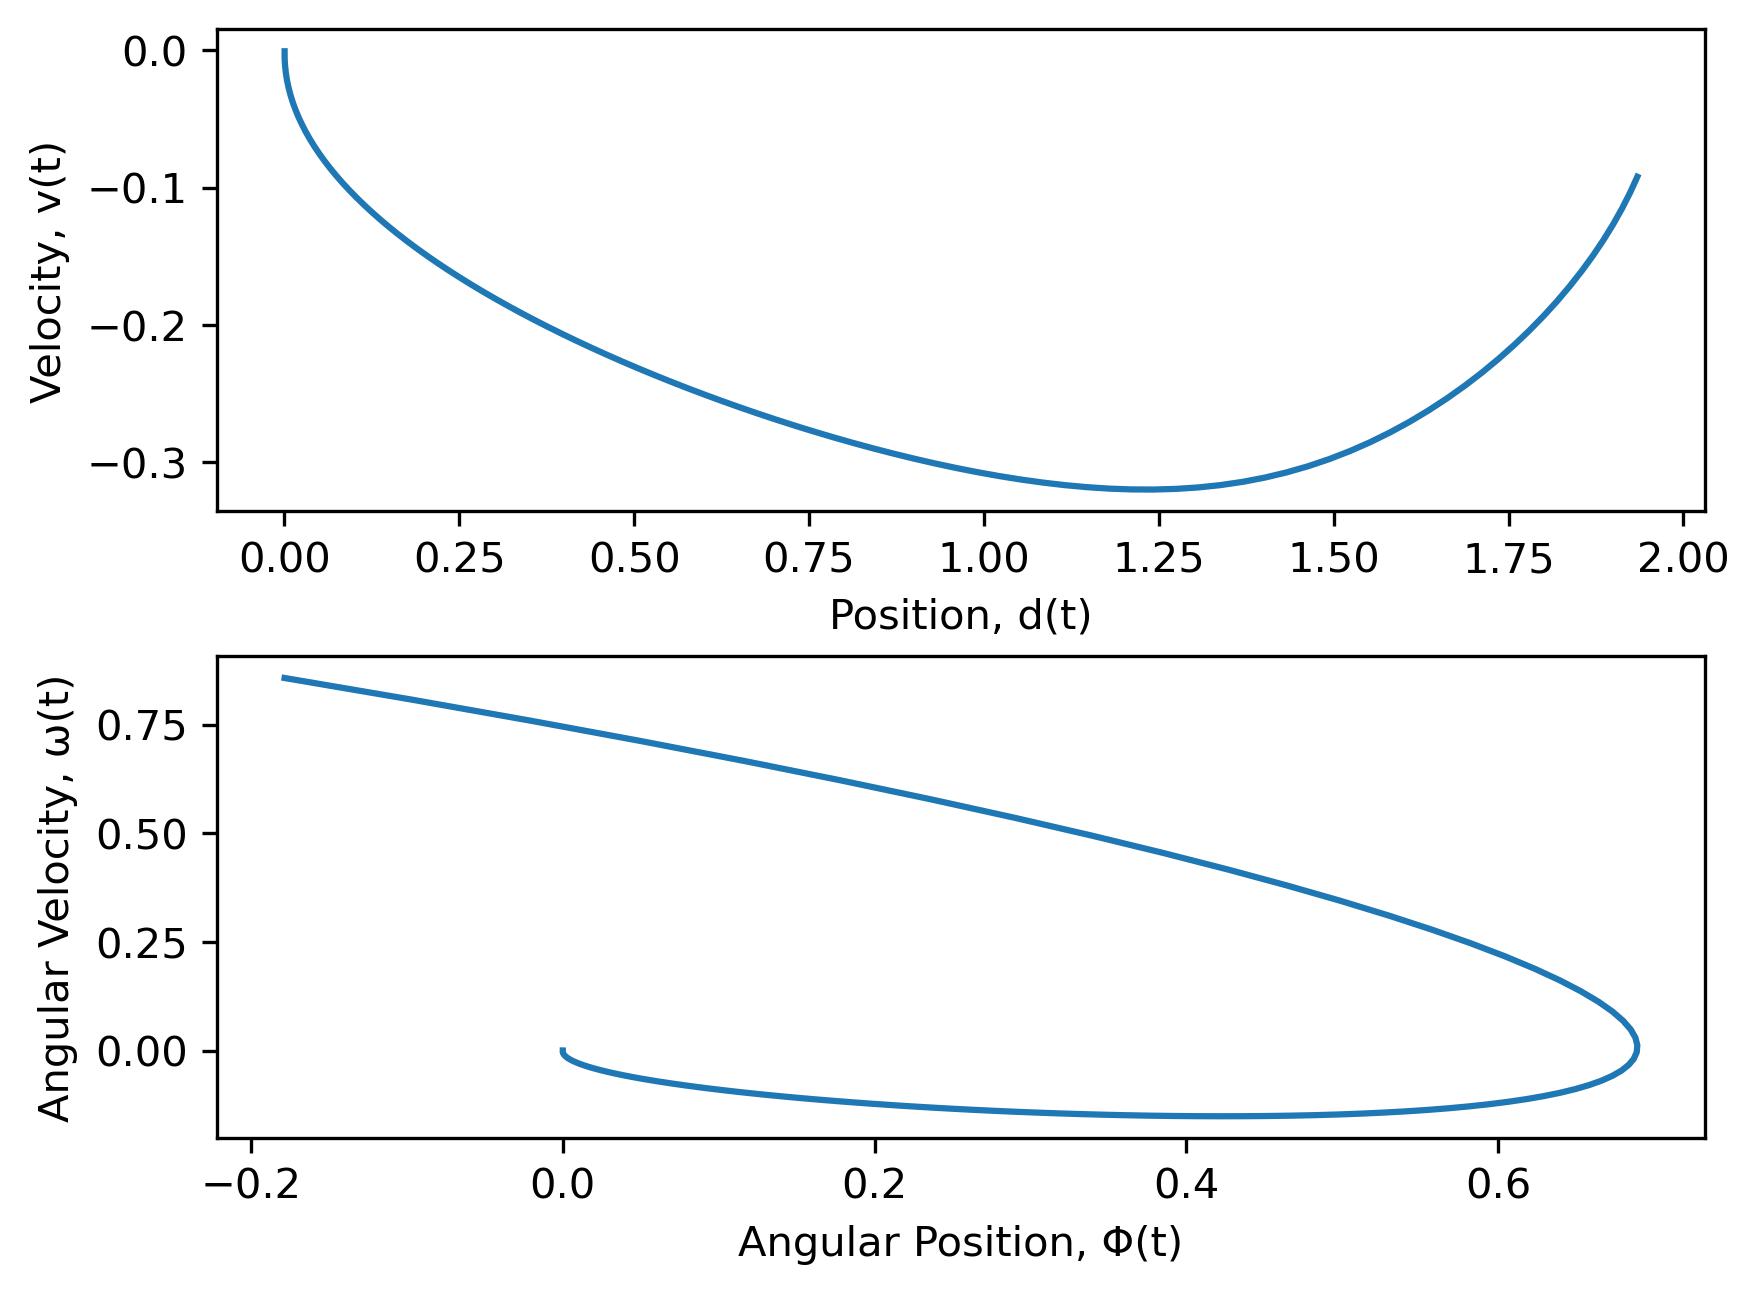 Velocity, v(t)
0.0
−0.1
−0.2
−0.3
0.00 0.25 0.50 0.75 1.00 1.25 1.50 1.75 2.00
Position, d(t)
Angular Velocity, ω(t)
0.75
0.50
0.25
0.00
−0.2 0.0 0.2 0.4 0.6
Angular Position, Φ(t)